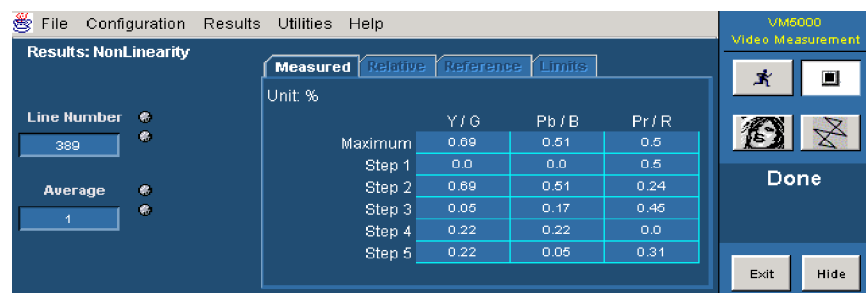 File Configuration Results Utilities Help
VM5000
Video Measurement
Results: NonLinearity
Measured Relative Reference Limits
Unit: %
Line Number
389
Average
1
Y / G Pb / B Pr / R
Maximum 0.69 0.51 0.5
Step 1 0.0 0.0 0.5
Step 2 0.69 0.51 0.24
Step 3 0.05 0.17 0.45
Step 4 0.22 0.22 0.0
Step 5 0.22 0.05 0.31
Done
Exit Hide